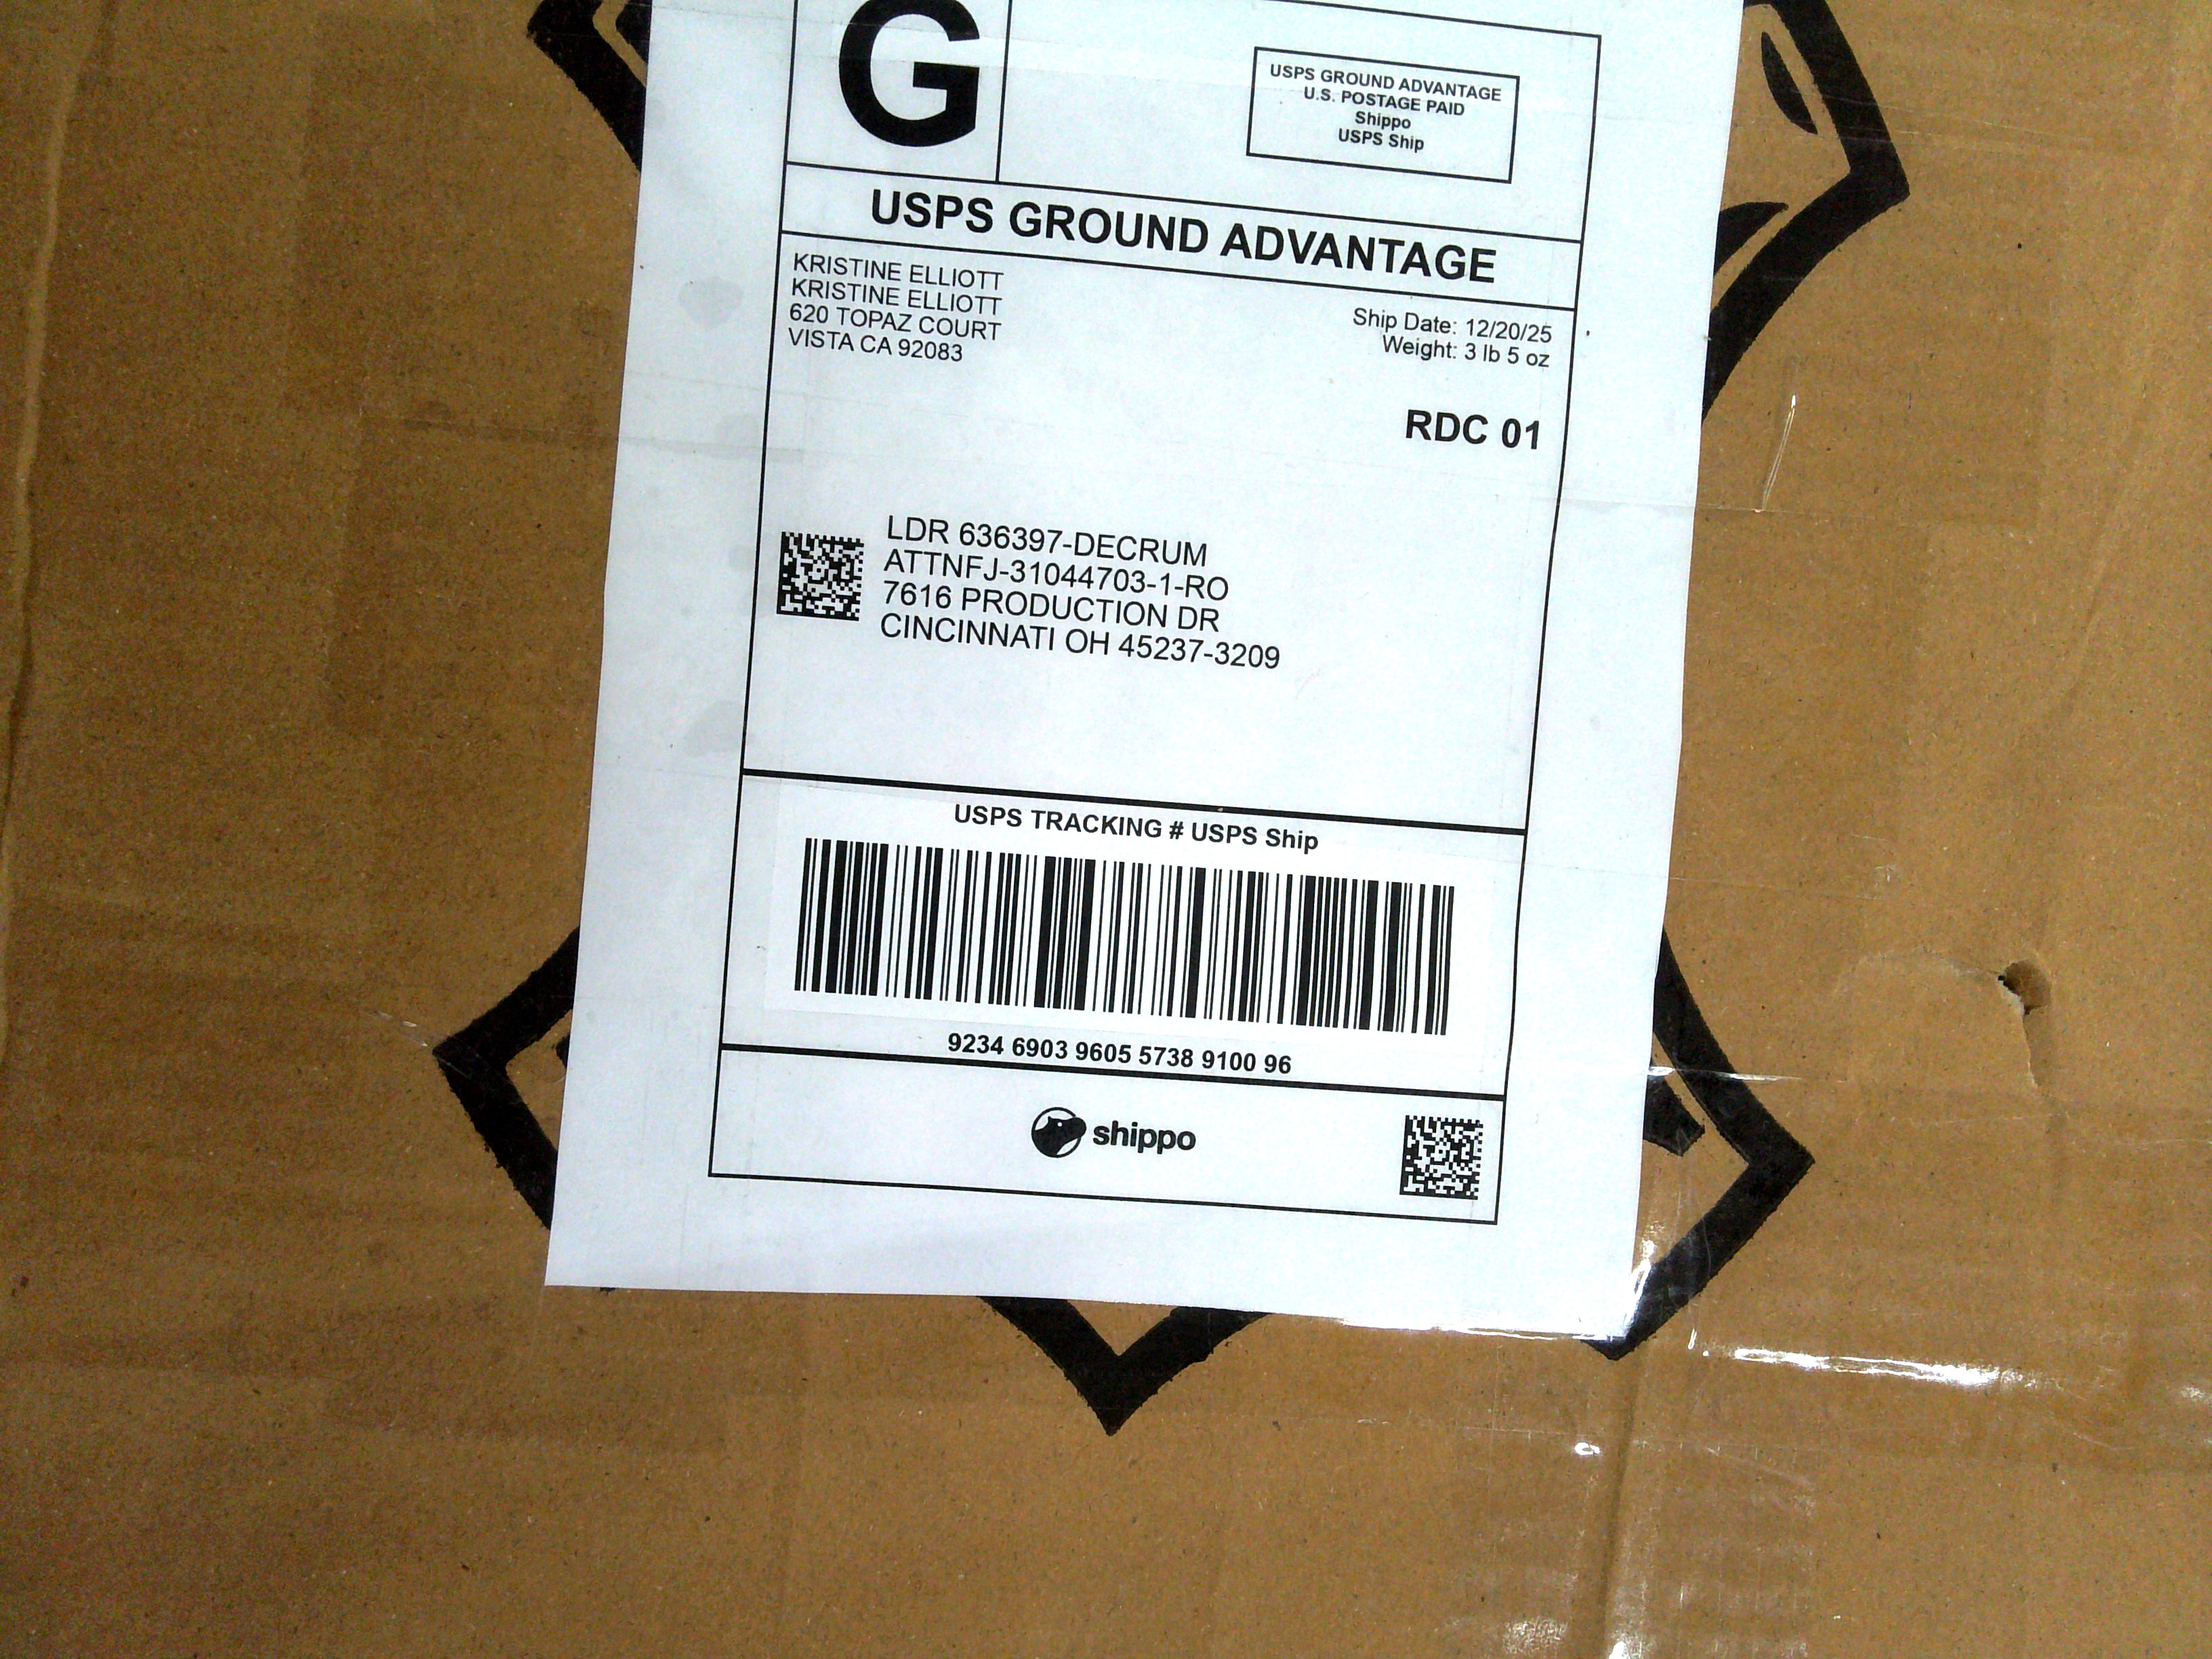 G
USPS GROUND ADVANTAGE
U.S. POSTAGE PAID
Shippo
USPS Ship
USPS GROUND ADVANTAGE
KRISTINE ELLIOTT
KRISTINE ELLIOTT
620 TOPAZ COURT
VISTA CA 92083
Ship Date: 12/20/25
Weight: 3 lb 5 oz
RDC 01
LDR 636397-DECRUM
ATTNFJ-31044703-1-RO
7616 PRODUCTION DR
CINCINNATI OH 45237-3209
USPS TRACKING # USPS Ship
9234 6903 9605 5738 9100 96
shippo